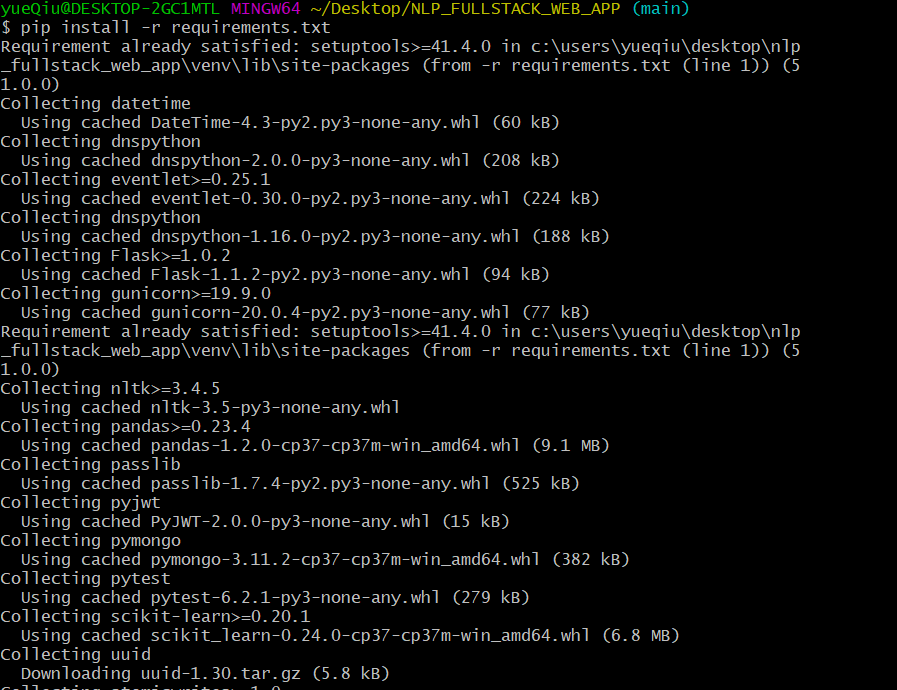 yueQiu@DESKTOP-2GC1MTL MINGW64 ~/Desktop/NLP_FULLSTACK_WEB_APP (main)
$ pip install -r requirements.txt
Requirement already satisfied: setuptools>=41.4.0 in c:\users\yueqiu\desktop\nlp
_fullstack_web_app\venv\lib\site-packages (from -r requirements.txt (line 1)) (5
1.0.0)
Collecting datetime
  Using cached DateTime-4.3-py2.py3-none-any.whl (60 kB)
Collecting dnspython
  Using cached dnspython-2.0.0-py3-none-any.whl (208 kB)
Collecting eventlet>=0.25.1
  Using cached eventlet-0.30.0-py2.py3-none-any.whl (224 kB)
Collecting dnspython
  Using cached dnspython-1.16.0-py2.py3-none-any.whl (188 kB)
Collecting Flask>=1.0.2
  Using cached Flask-1.1.2-py2.py3-none-any.whl (94 kB)
Collecting gunicorn>=19.9.0
  Using cached gunicorn-20.0.4-py2.py3-none-any.whl (77 kB)
Requirement already satisfied: setuptools>=41.4.0 in c:\users\yueqiu\desktop\nlp
_fullstack_web_app\venv\lib\site-packages (from -r requirements.txt (line 1)) (5
1.0.0)
Collecting nltk>=3.4.5
  Using cached nltk-3.5-py3-none-any.whl
Collecting pandas>=0.23.4
  Using cached pandas-1.2.0-cp37-cp37m-win_amd64.whl (9.1 MB)
Collecting passlib
  Using cached passlib-1.7.4-py2.py3-none-any.whl (525 kB)
Collecting pyjwt
  Using cached PyJWT-2.0.0-py3-none-any.whl (15 kB)
Collecting pymongo
  Using cached pymongo-3.11.2-cp37-cp37m-win_amd64.whl (382 kB)
Collecting pytest
  Using cached pytest-6.2.1-py3-none-any.whl (279 kB)
Collecting scikit-learn>=0.20.1
  Using cached scikit_learn-0.24.0-cp37-cp37m-win_amd64.whl (6.8 MB)
Collecting uuid
  Downloading uuid-1.30.tar.gz (5.8 kB)
Collecting